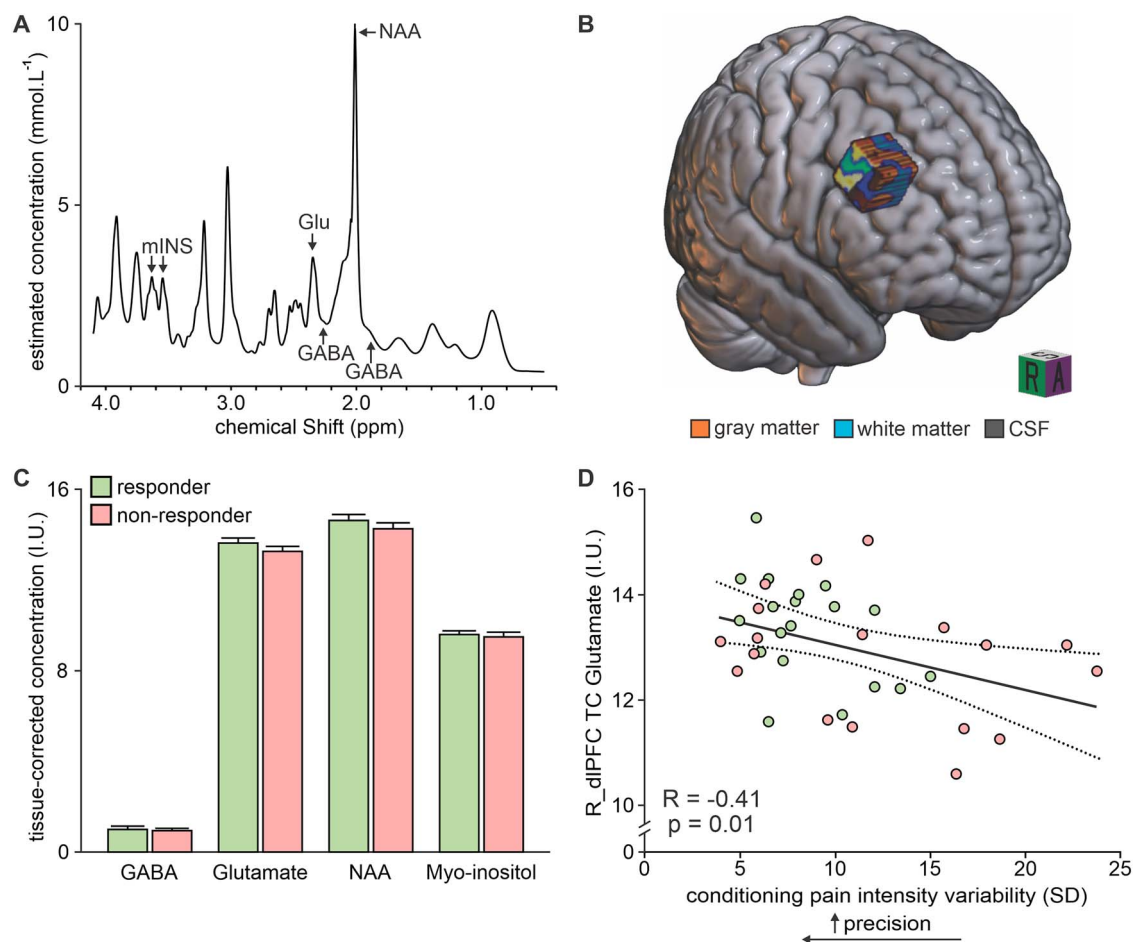 A
estimated concentration (mmol.L⁻¹)
10
5
0
NAA
Glu
mINS
GABA
GABA
4.0 3.0 2.0 1.0
chemical Shift (ppm)
B
S
R A
gray matter white matter CSF
C
responder
non-responder
tissue-corrected concentration (I.U.)
16
8
0
GABA Glutamate NAA Myo-inositol
D
R_dlPFC TC Glutamate (I.U.)
16
14
12
10
0
R = -0.41
p = 0.01
0 5 10 15 20 25
conditioning pain intensity variability (SD)
↑precision